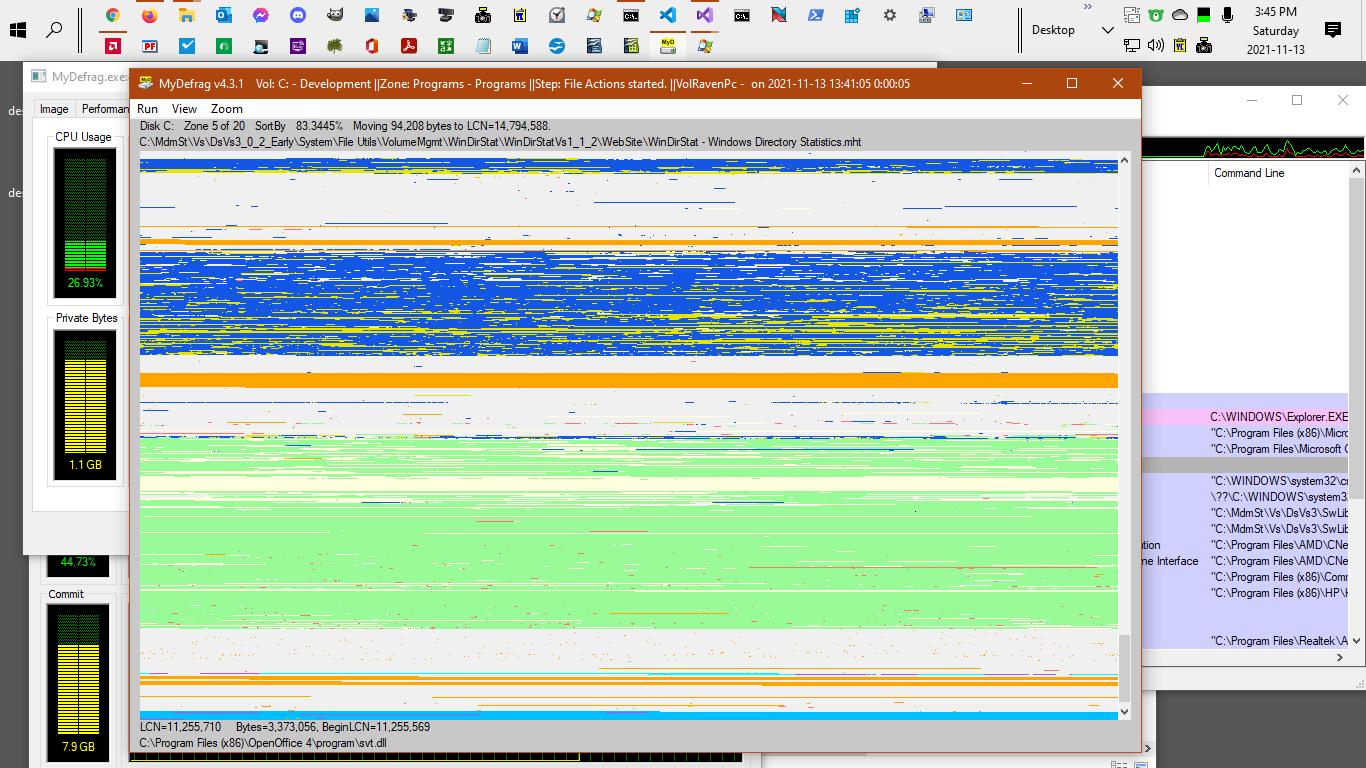 3:45 PM
Desktop
Saturday
2021-11-13
MyDefrag.exe
MyDefrag v4.3.1 Vol: C: - Development ||Zone: Programs - Programs ||Step: File Actions started. ||VolRavenPc - on 2021-11-13 13:41:05 0:00:05
Image
Run View Zoom
Disk C: Zone 5 of 20 SortBy 83.3445% Moving 94,208 bytes to LCN=14,794,588.
C:\MdmSt\Vs\DsVs3_0_2_Early\System\File Utils\VolumeMgmt\WinDirStat\WinDirStatVs1_1_2\WebSite\WinDirStat - Windows Directory Statistics.mht
CPU Usage
26.93%
Private Bytes
1.1 GB
44.73%
Commit
7.9 GB
Command Line
C:\WINDOWS\Explorer.EXE
"C:\Program Files (x86)\Micro
"C:\Program Files\Microsoft
"C:\WINDOWS\system32\
\??\C:\WINDOWS\system3
"C:\MdmSt\Vs\DsVs3\SwLib
"C:\MdmSt\Vs\DsVs3\SwLib
"C:\Program Files\AMD\CNe
ne Interface "C:\Program Files\AMD\CNe
"C:\Program Files (x86)\Comm
"C:\Program Files (x86)\HP\
"C:\Program Files\Realtek\A
LCN=11,255,710 Bytes=3,373,056, BeginLCN=11,255,569
C:\Program Files (x86)\OpenOffice 4\program\svt.dll